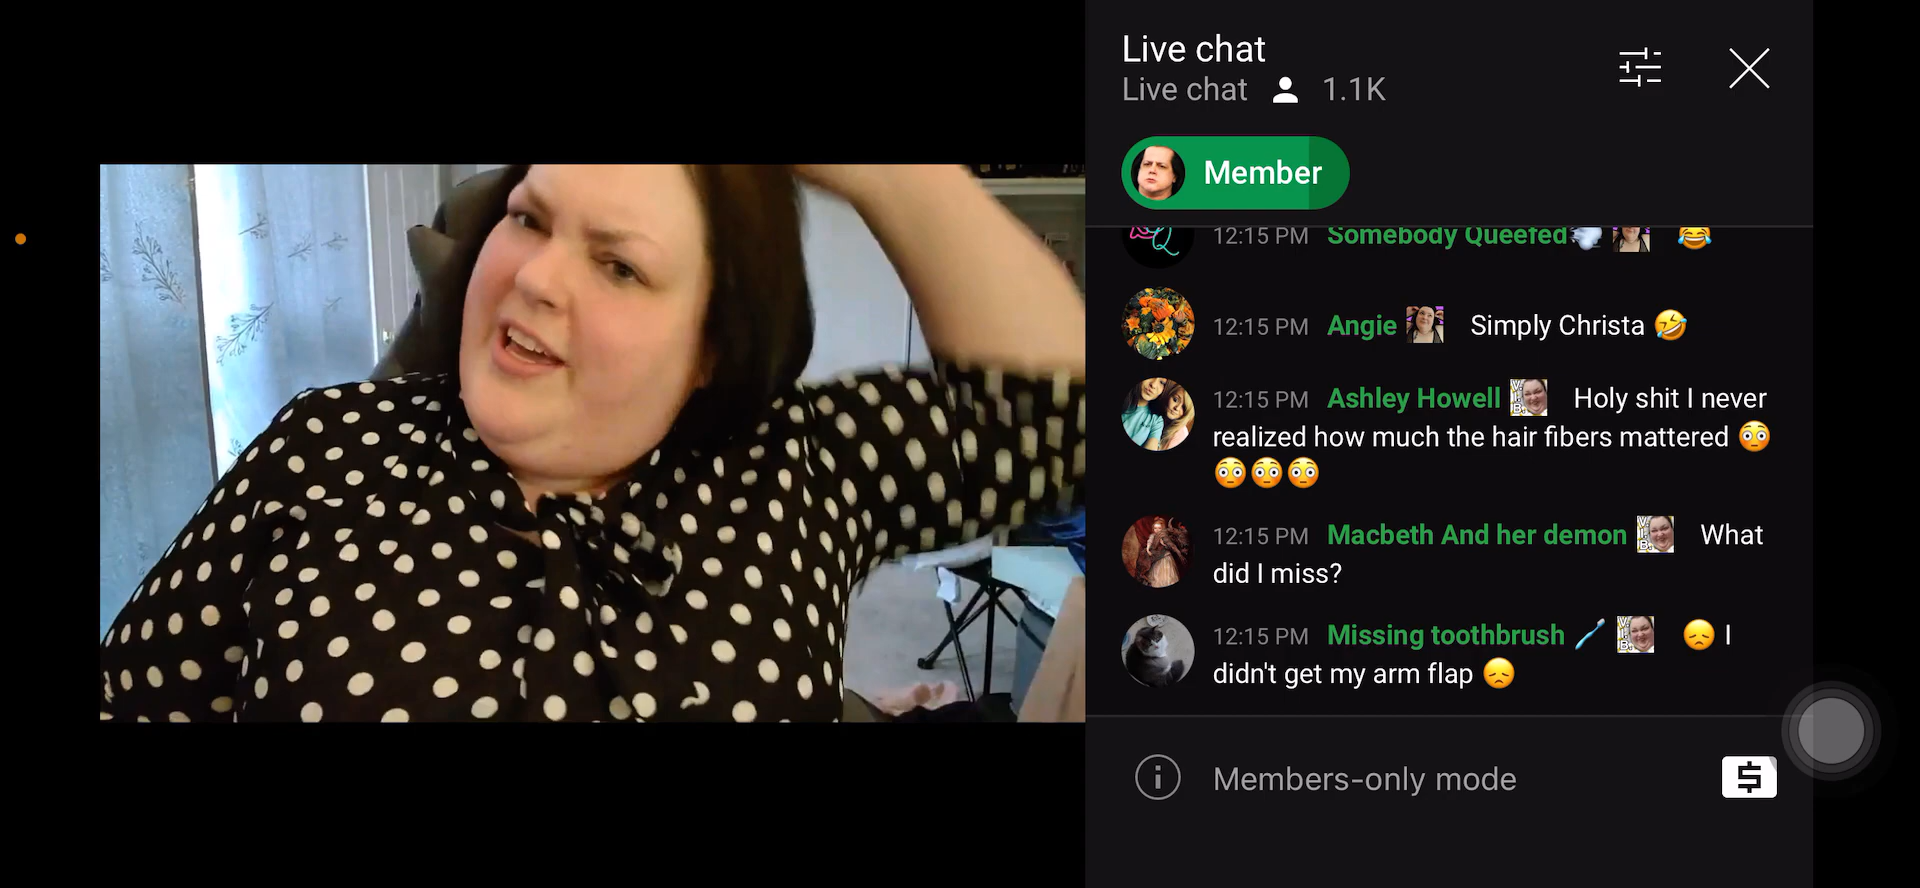 Live chat
Live chat 1.1K
Member
12:15 PM Somebody Queefed💨 😂
12:15 PM Angie Simply Christa 🤣
12:15 PM Ashley Howell Holy shit I never
realized how much the hair fibers mattered 😳
😳😳😳
12:15 PM Macbeth And her demon What
did I miss?
12:15 PM Missing toothbrush 🪥 😞 I
didn't get my arm flap 😞
Members-only mode